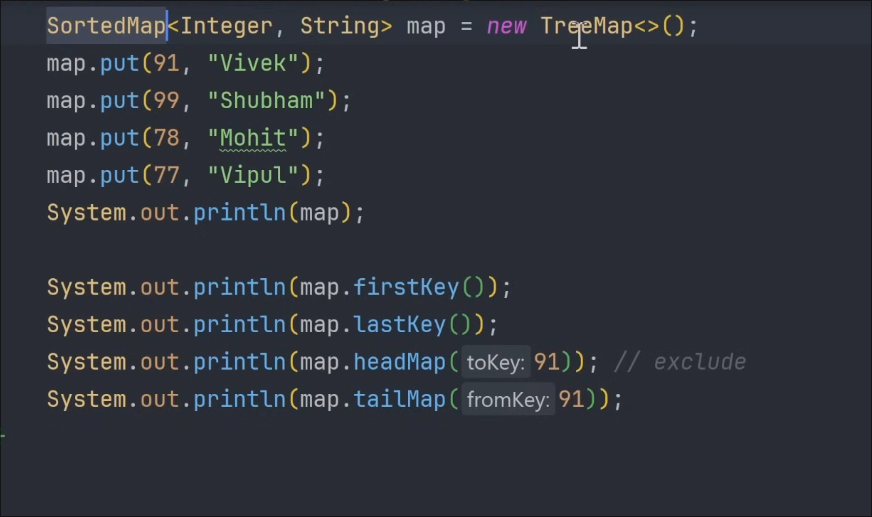 SortedMap<Integer, String> map = new TreeMap<>();
map.put(91, "Vivek");
map.put(99, "Shubham");
map.put(78, "Mohit");
map.put(77, "Vipul");
System.out.println(map);
System.out.println(map.firstKey());
System.out.println(map.lastKey());
System.out.println(map.headMap( toKey: 91)); // exclude
System.out.println(map.tailMap( fromKey: 91));